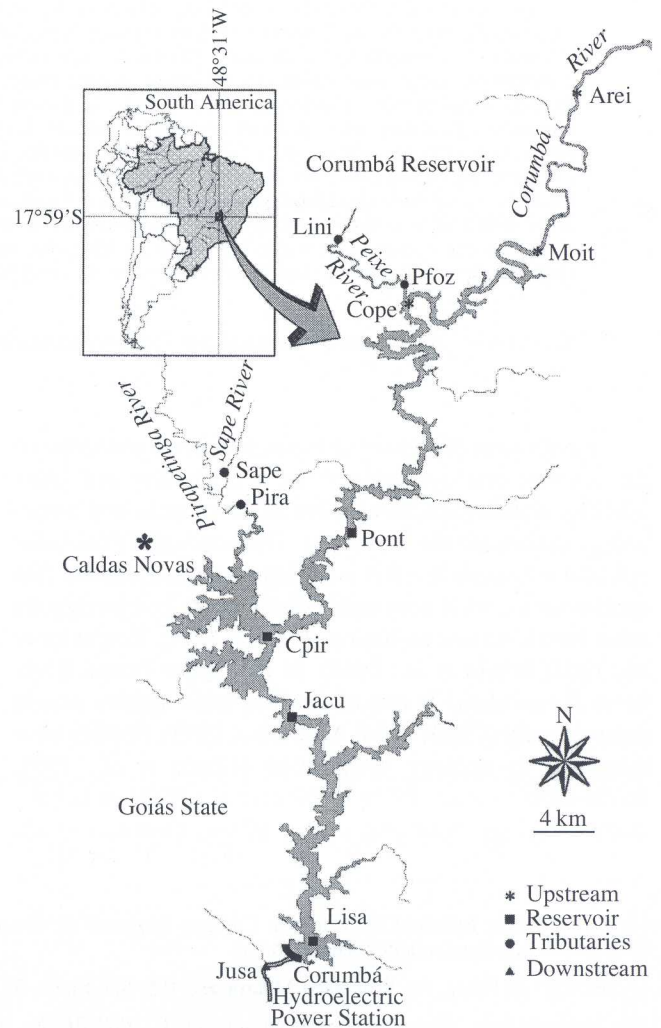 48°31'W
South America
17°59'S
River
Arei
Corumbá
Corumbá Reservoir
Lini
Peixe
River
Pfoz
Moit
Cope
Pirapetinga River
Sape River
Sape
Pira
Pont
Caldas Novas
Cpir
Jacu
N
4 km
Goiás State
Upstream
Reservoir
Tributaries
Downstream
Lisa
Jusa
Corumbá
Hydroelectric
Power Station